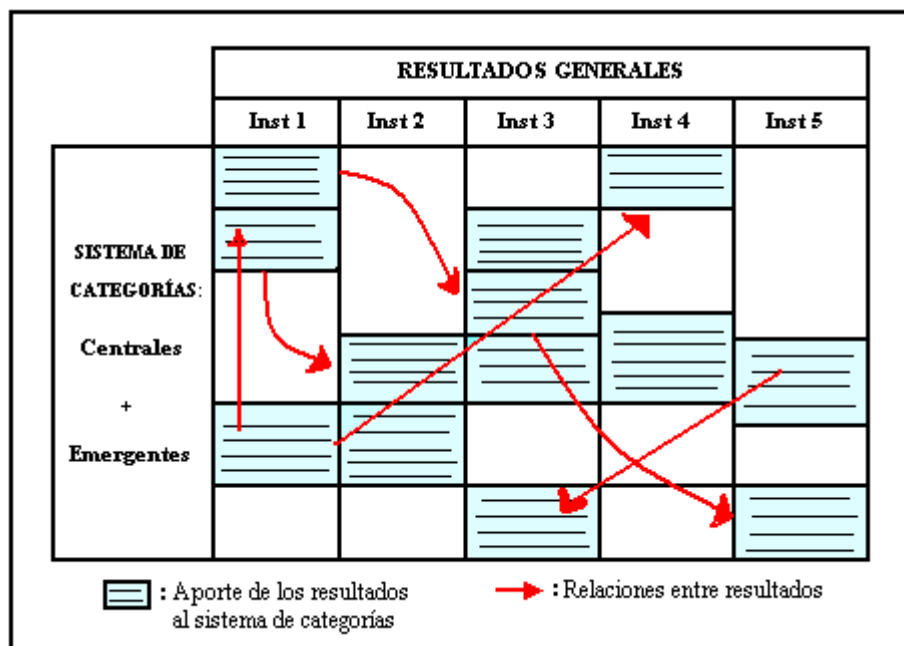 RESULTADOS GENERALES
Inst 1 Inst 2 Inst 3 Inst 4 Inst 5
SISTEMA DE
CATEGORÍAS:
Centrales
+
Emergentes
: Aporte de los resultados
al sistema de categorías
: Relaciones entre resultados